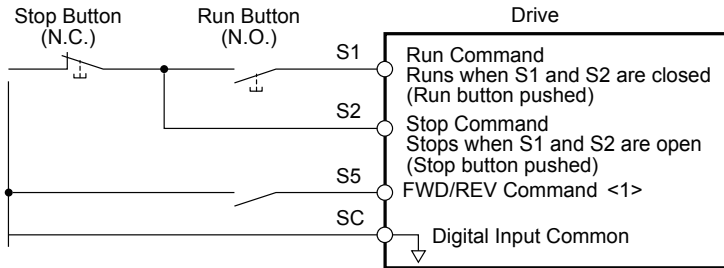 Stop Button
(N.C.)
Run Button
(N.O.)
Drive
S1
Run Command
Runs when S1 and S2 are closed
(Run button pushed)
S2
Stop Command
Stops when S1 and S2 are open
(Stop button pushed)
S5
FWD/REV Command <1>
SC
Digital Input Common